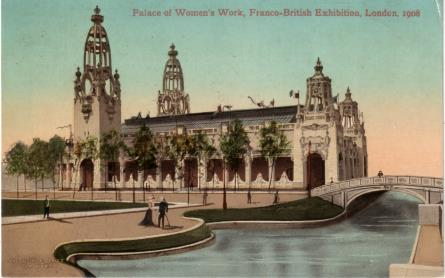 Palace of Women's Work, Franco-British Exhibition, London, 1908